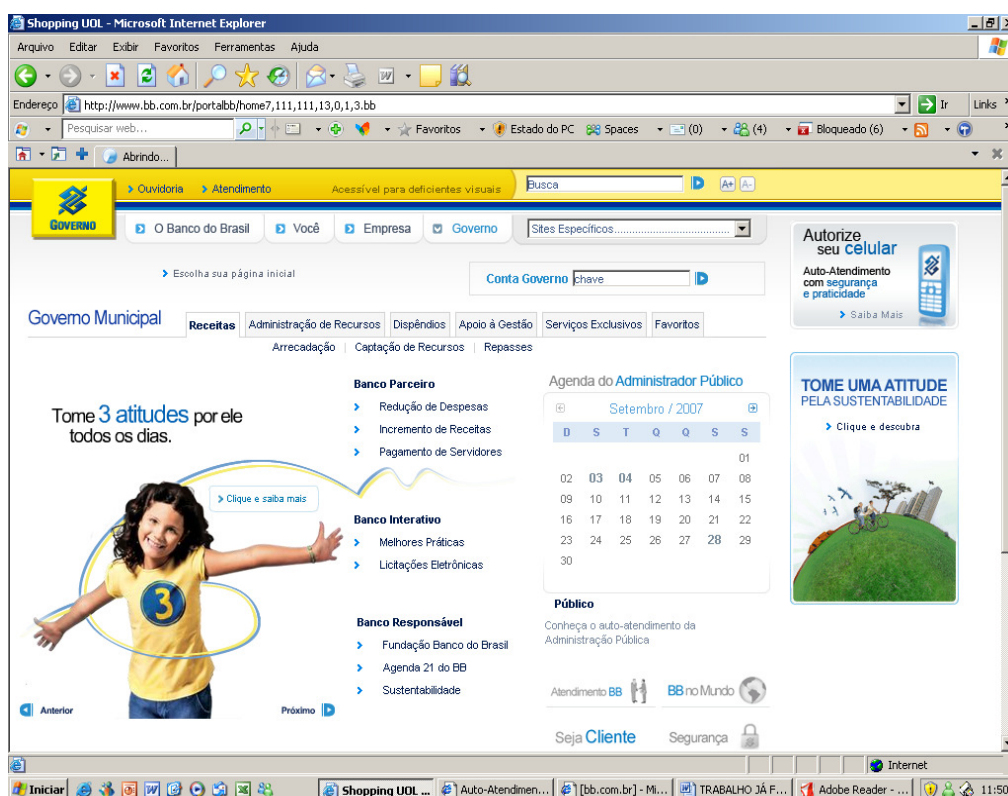 Shopping UOL - Microsoft Internet Explorer
Arquivo Editar Exibir Favoritos Ferramentas Ajuda
Endereço http://www.bb.com.br/portalbb/home7,111,111,13,0,1,3.bb Ir Links
Pesquisar web... Favoritos Estado do PC Spaces (0) (4) Bloqueado (6)
Abrindo...
Ouvidoria Atendimento Acessível para deficientes visuais Busca A+ A-
GOVERNO
O Banco do Brasil Você Empresa Governo Sites Específicos
Escolha sua página inicial
Conta Governo chave
Autorize
seu celular
Auto-Atendimento
com segurança
e praticidade
Saiba Mais
Governo Municipal
Receitas Administração de Recursos Dispêndios Apoio à Gestão Serviços Exclusivos Favoritos
Arrecadação | Captação de Recursos | Repasses
Tome 3 atitudes por ele
todos os dias.
Clique e saiba mais
3
Anterior Próximo
Banco Parceiro
Redução de Despesas
Incremento de Receitas
Pagamento de Servidores
Banco Interativo
Melhores Práticas
Licitações Eletrônicas
Banco Responsável
Fundação Banco do Brasil
Agenda 21 do BB
Sustentabilidade
Agenda do Administrador Público
Setembro / 2007
D S T Q Q S S
01
02 03 04 05 06 07 08
09 10 11 12 13 14 15
16 17 18 19 20 21 22
23 24 25 26 27 28 29
30
Público
Conheça o auto-atendimento da
Administração Pública
Atendimento BB BB no Mundo
Seja Cliente Segurança
TOME UMA ATITUDE
PELA SUSTENTABILIDADE
Clique e descubra
Internet
Iniciar Shopping UOL ... Auto-Atendimen... [bb.com.br] - Mi... TRABALHO JÁ F... Adobe Reader - ... 11:50